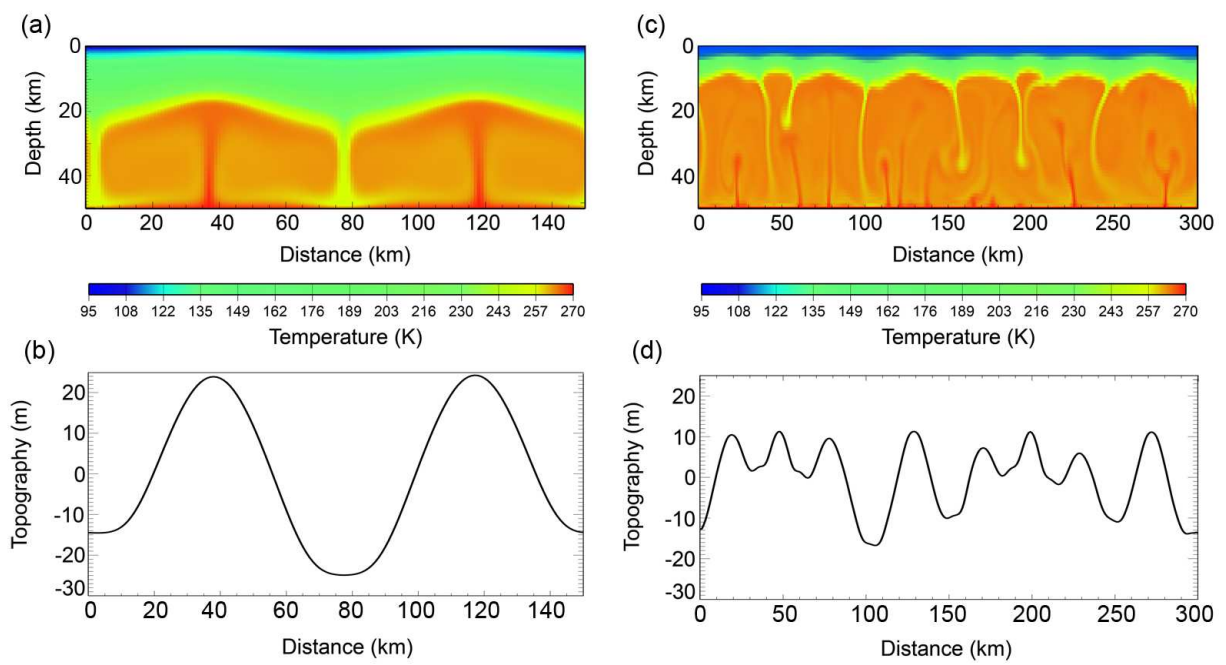 (a)
0
20
40
Depth (km)
0 20 40 60 80 100 120 140
Distance (km)
95 108 122 135 149 162 176 189 203 216 230 243 257 270
Temperature (K)
(b)
20
10
0
-10
-20
-30
Topography (m)
0 20 40 60 80 100 120 140
Distance (km)
(c)
0
10
20
30
40
Depth (km)
0 50 100 150 200 250 300
Distance (km)
95 108 122 135 149 162 176 189 203 216 230 243 257 270
Temperature (K)
(d)
20
10
0
-10
-20
-30
Topography (m)
0 50 100 150 200 250 300
Distance (km)